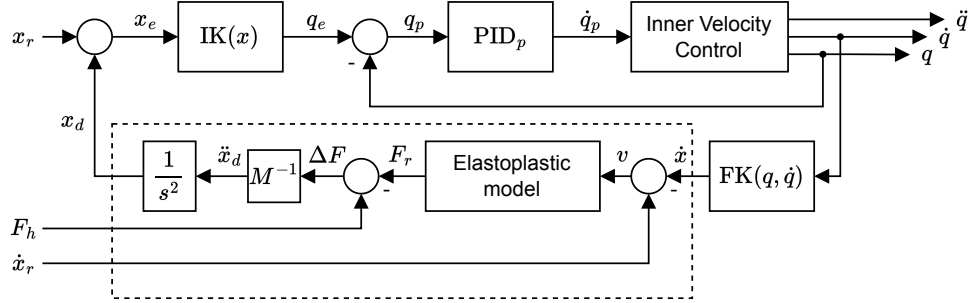 x_r
x_e
IK(x)
q_e
-
q_p
PID_p
q̇_p
Inner Velocity
Control
q̈
q̇
q
x_d
1
s²
ẍ_d
M⁻¹
ΔF
-
F_r
Elastoplastic
model
v
-
ẋ
FK(q, q̇)
F_h
ẋ_r